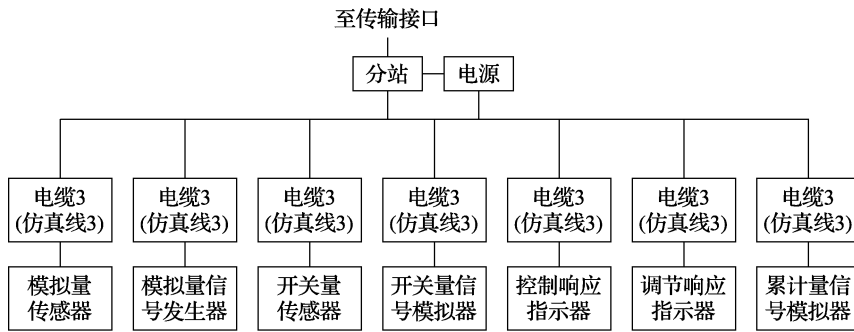 至传输接口
分站
电源
电缆3
(仿真线3)
电缆3
(仿真线3)
电缆3
(仿真线3)
电缆3
(仿真线3)
电缆3
(仿真线3)
电缆3
(仿真线3)
电缆3
(仿真线3)
模拟量
传感器
模拟量信
号发生器
开关量
传感器
开关量信
号模拟器
控制响应
指示器
调节响应
指示器
累计量信
号模拟器